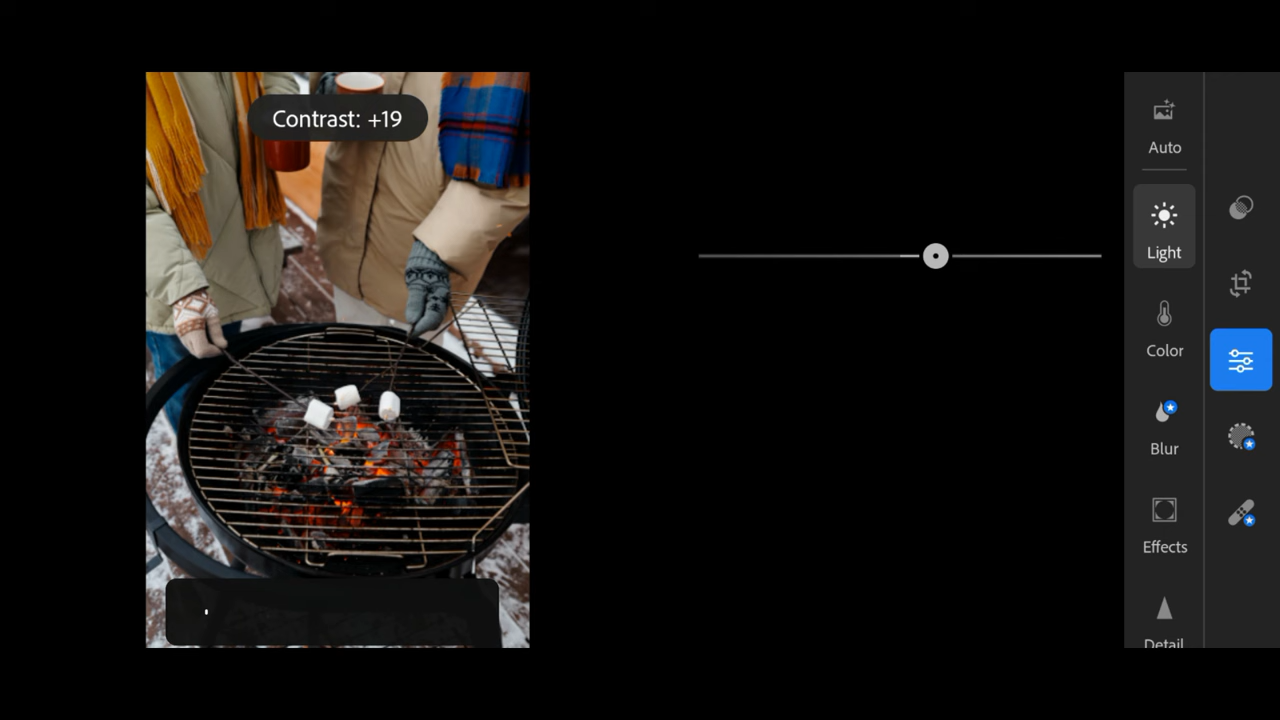 Contrast: +19
Auto
Light
Color
Blur
Effects
Detail